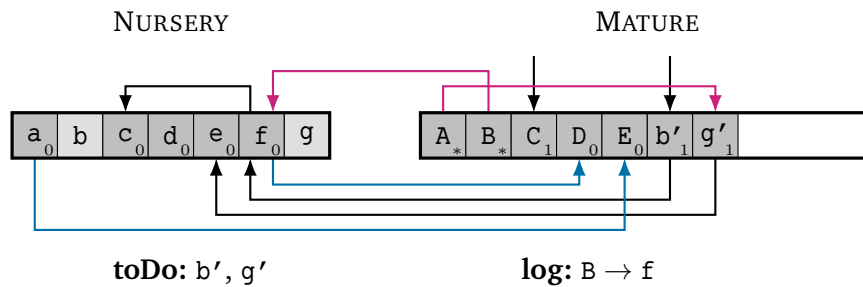 NURSERY MATURE
a₀ b c₀ d₀ e₀ f₀ g A* B* C₁ D₀ E₀ b′₁ g′₁
toDo: b′, g′ log: B → f